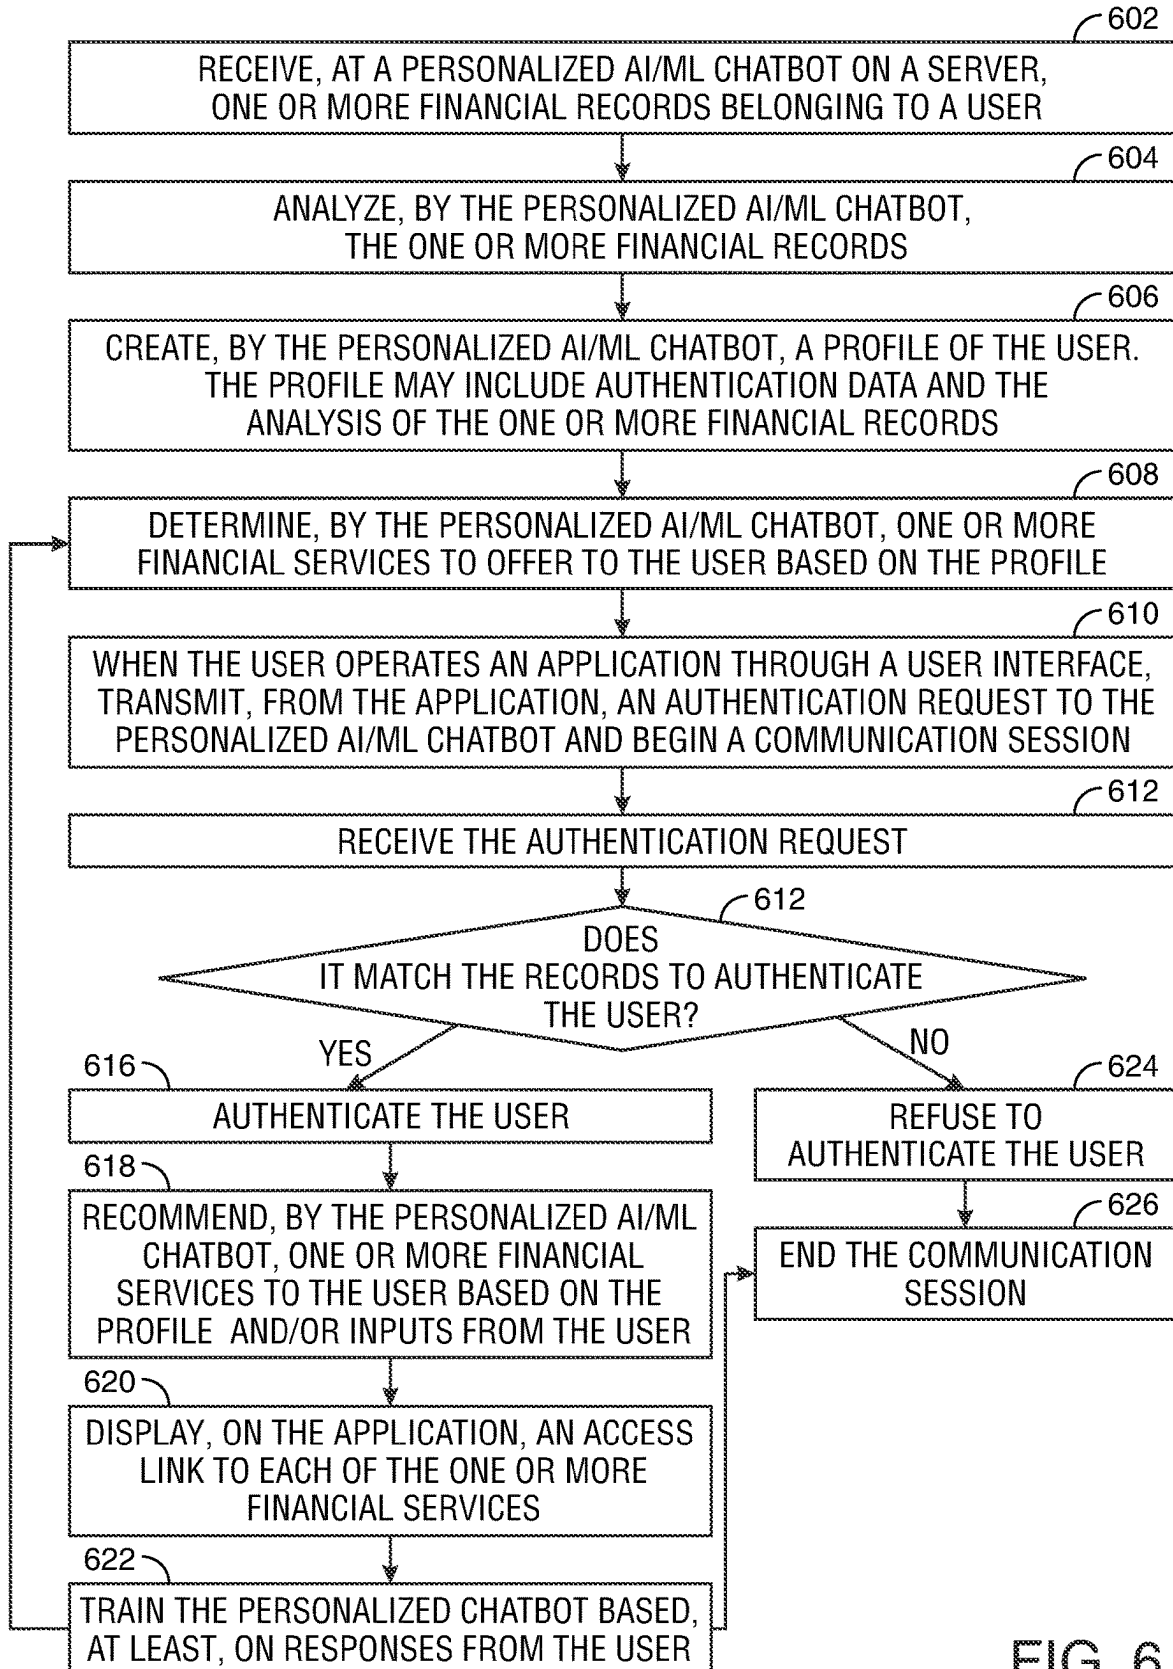 602
RECEIVE, AT A PERSONALIZED AI/ML CHATBOT ON A SERVER,
ONE OR MORE FINANCIAL RECORDS BELONGING TO A USER
604
ANALYZE, BY THE PERSONALIZED AI/ML CHATBOT,
THE ONE OR MORE FINANCIAL RECORDS
606
CREATE, BY THE PERSONALIZED AI/ML CHATBOT, A PROFILE OF THE USER.
THE PROFILE MAY INCLUDE AUTHENTICATION DATA AND THE
ANALYSIS OF THE ONE OR MORE FINANCIAL RECORDS
608
DETERMINE, BY THE PERSONALIZED AI/ML CHATBOT, ONE OR MORE
FINANCIAL SERVICES TO OFFER TO THE USER BASED ON THE PROFILE
610
WHEN THE USER OPERATES AN APPLICATION THROUGH A USER INTERFACE,
TRANSMIT, FROM THE APPLICATION, AN AUTHENTICATION REQUEST TO THE
PERSONALIZED AI/ML CHATBOT AND BEGIN A COMMUNICATION SESSION
612
RECEIVE THE AUTHENTICATION REQUEST
612
DOES
IT MATCH THE RECORDS TO AUTHENTICATE
THE USER?
YES
NO
616
AUTHENTICATE THE USER
618
RECOMMEND, BY THE PERSONALIZED AI/ML
CHATBOT, ONE OR MORE FINANCIAL
SERVICES TO THE USER BASED ON THE
PROFILE AND/OR INPUTS FROM THE USER
620
DISPLAY, ON THE APPLICATION, AN ACCESS
LINK TO EACH OF THE ONE OR MORE
FINANCIAL SERVICES
622
TRAIN THE PERSONALIZED CHATBOT BASED,
AT LEAST, ON RESPONSES FROM THE USER
624
REFUSE TO
AUTHENTICATE THE USER
626
END THE COMMUNICATION
SESSION
FIG. 6